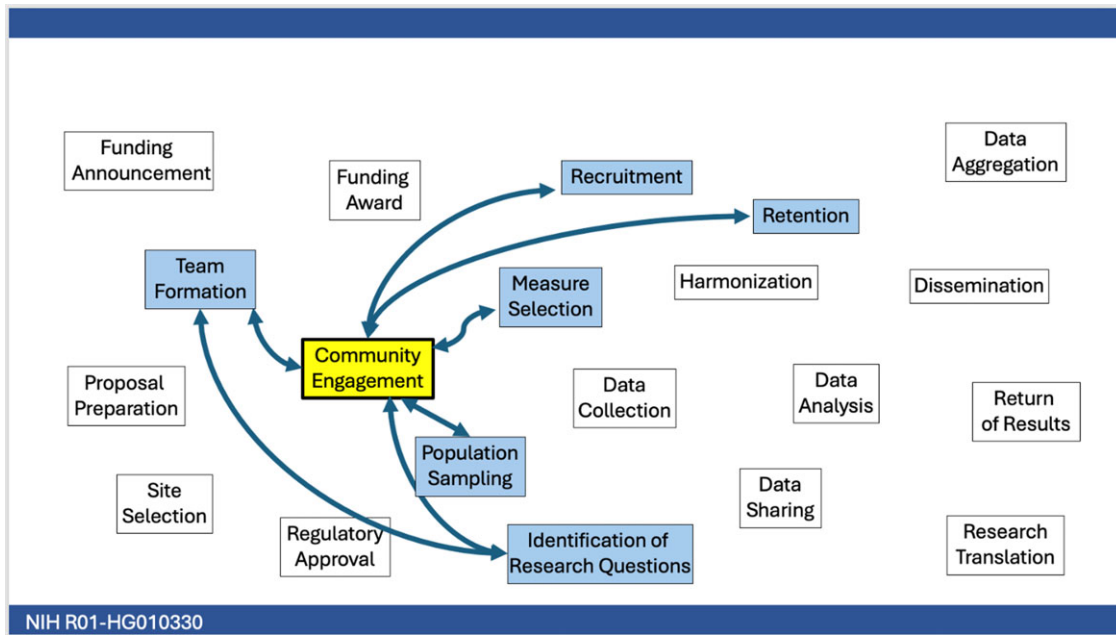 Funding
Announcement
Funding
Award
Recruitment
Data
Aggregation
Retention
Team
Formation
Measure
Selection
Harmonization
Dissemination
Community
Engagement
Proposal
Preparation
Data
Collection
Data
Analysis
Return
of Results
Population
Sampling
Site
Selection
Data
Sharing
Regulatory
Approval
Identification of
Research Questions
Research
Translation
NIH R01-HG010330